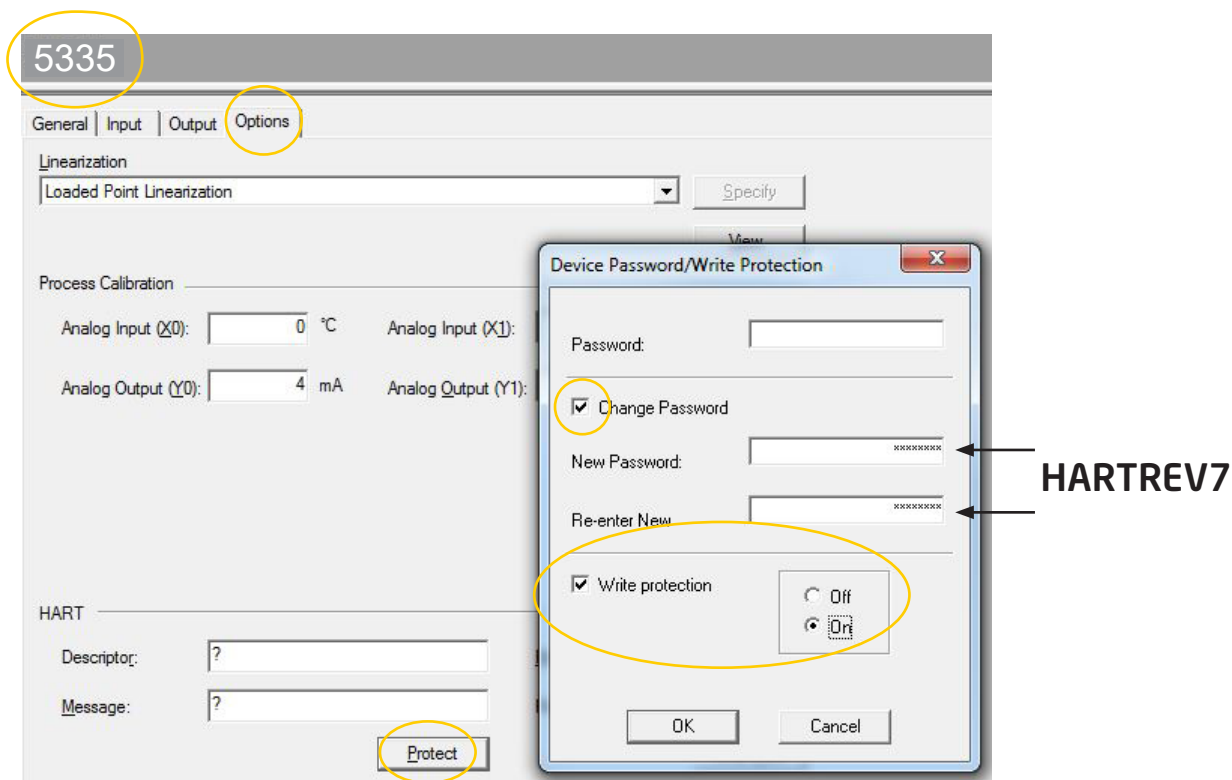 5335
General Input Output Options
Linearization
Loaded Point Linearization
Specify
View
Device Password/Write Protection
Process Calibration
Analog Input (X0): 0 °C Analog Input (X1):
Analog Output (Y0): 4 mA Analog Output (Y1):
Password:
Change Password
New Password: ********
HARTREV7
Re-enter New ********
Write protection
Off
On
HART
Descriptor: ?
Message: ?
Protect
OK Cancel